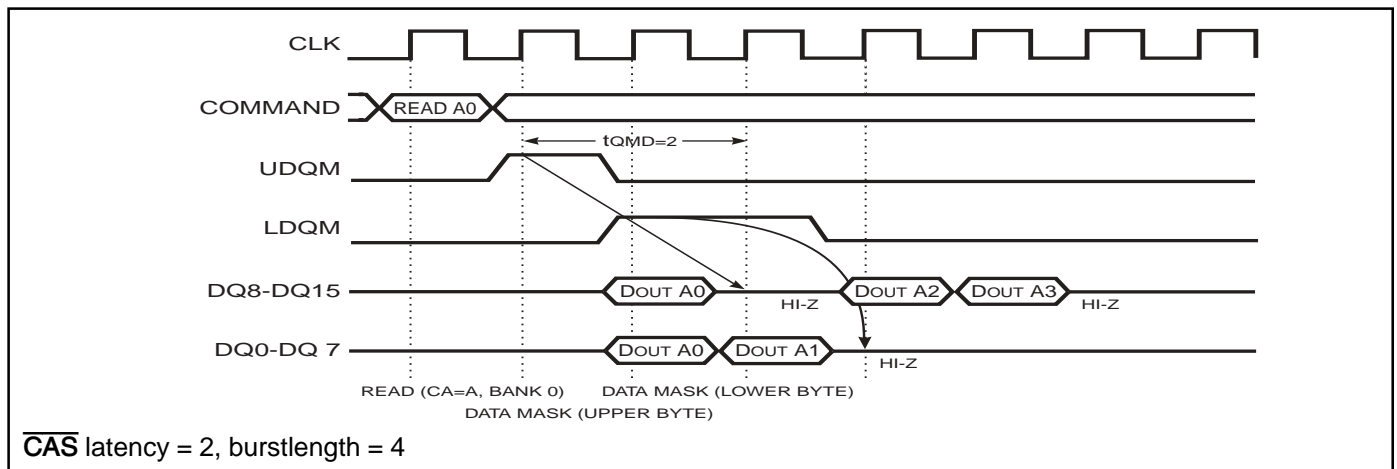 CLK
COMMAND READ A0
tQMD=2
UDQM
LDQM
DQ8-DQ15 DOUT A0 HI-Z DOUT A2 DOUT A3 HI-Z
DQ0-DQ 7 DOUT A0 DOUT A1 HI-Z
READ (CA=A, BANK 0) DATA MASK (LOWER BYTE)
DATA MASK (UPPER BYTE)
CAS latency = 2, burstlength = 4